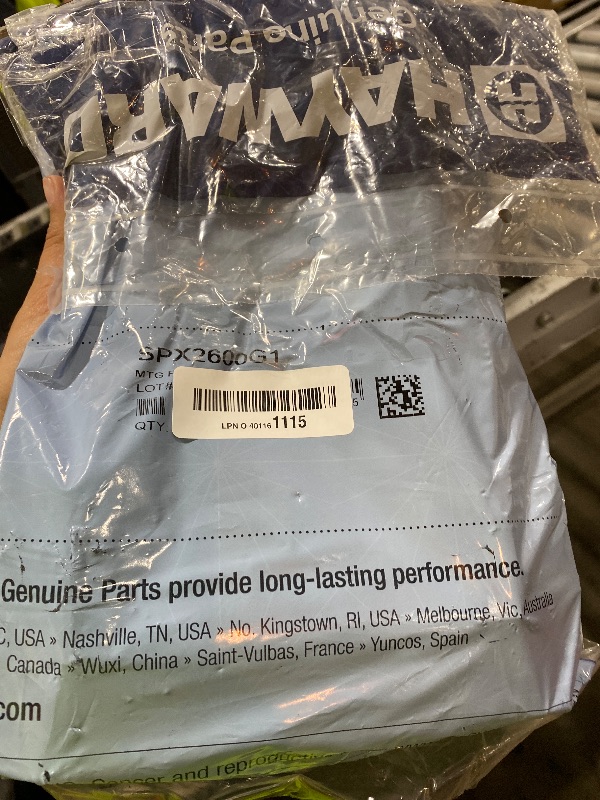 Genuine Parts
HAYWARD
SPX2600G1
MTG
LOT#
QTY.
LPN O 40116 1115
Genuine Parts provide long-lasting performance.
C, USA » Nashville, TN, USA » No. Kingstown, RI, USA » Melbourne, Vic, Australia
Canada » Wuxi, China » Saint-Vulbas, France » Yuncos, Spain
.com
and